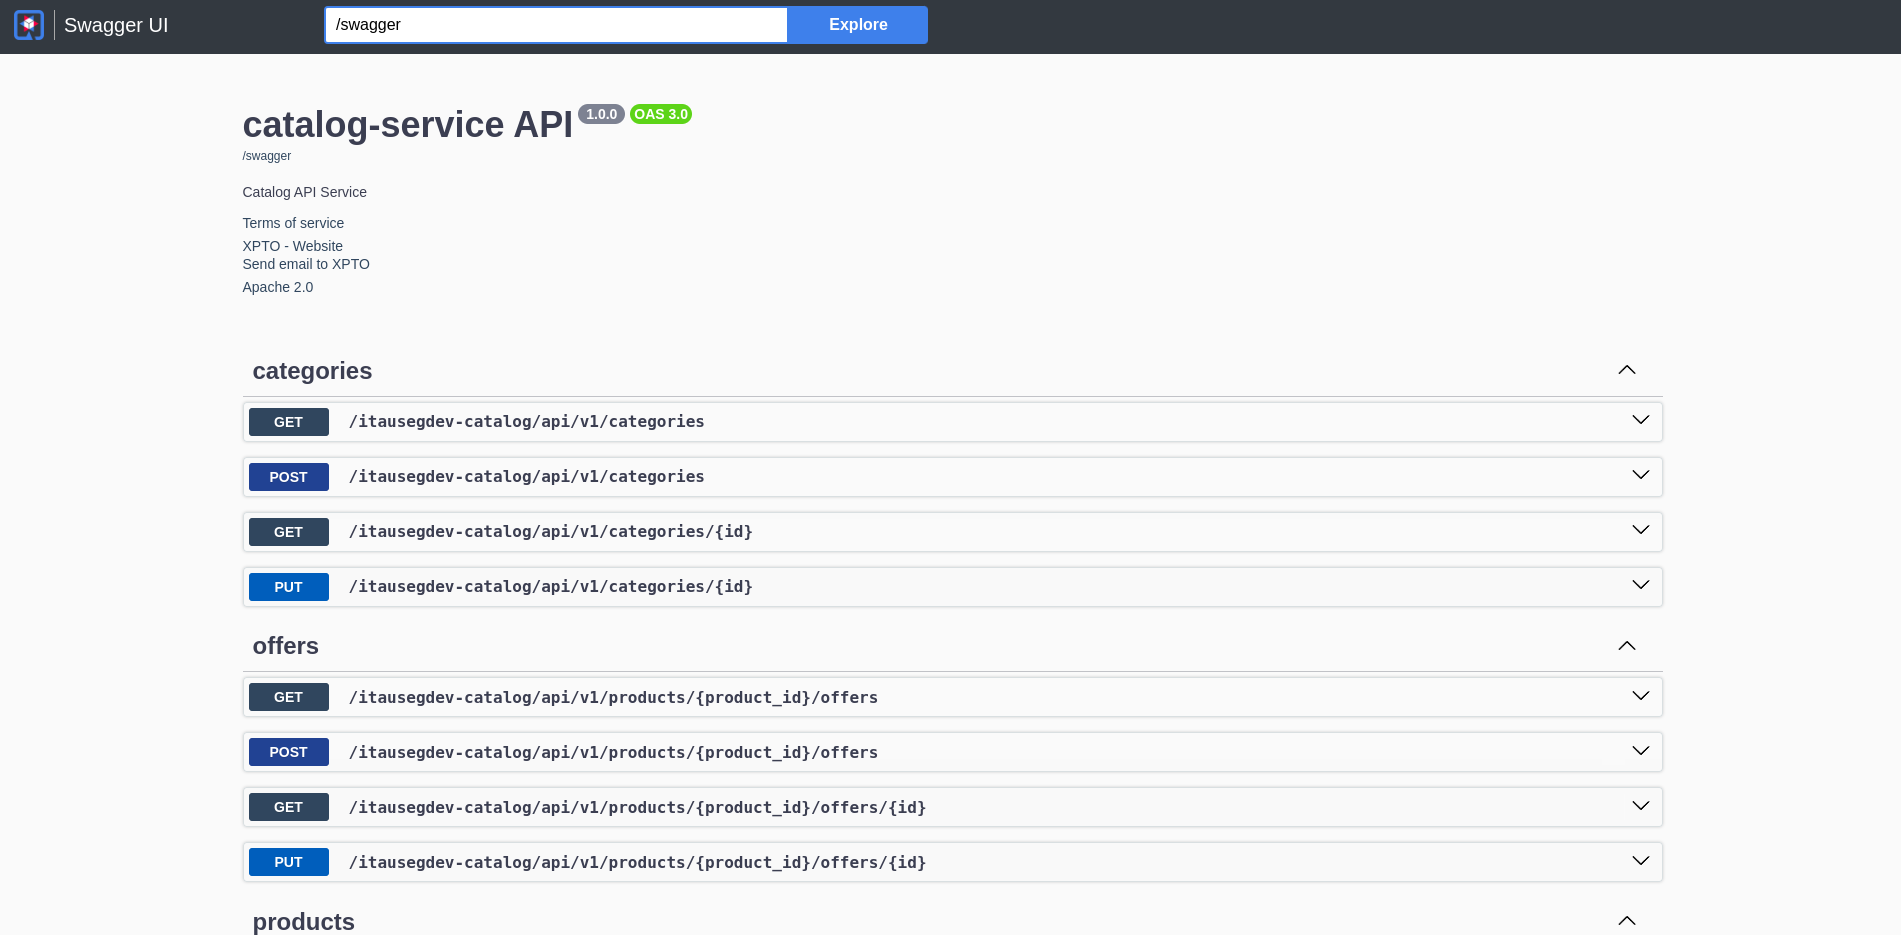 Swagger UI
/swagger
Explore
catalog-service API 1.0.0 OAS 3.0
/swagger
Catalog API Service
Terms of service
XPTO - Website
Send email to XPTO
Apache 2.0
categories
GET /itausegdev-catalog/api/v1/categories
POST /itausegdev-catalog/api/v1/categories
GET /itausegdev-catalog/api/v1/categories/{id}
PUT /itausegdev-catalog/api/v1/categories/{id}
offers
GET /itausegdev-catalog/api/v1/products/{product_id}/offers
POST /itausegdev-catalog/api/v1/products/{product_id}/offers
GET /itausegdev-catalog/api/v1/products/{product_id}/offers/{id}
PUT /itausegdev-catalog/api/v1/products/{product_id}/offers/{id}
products